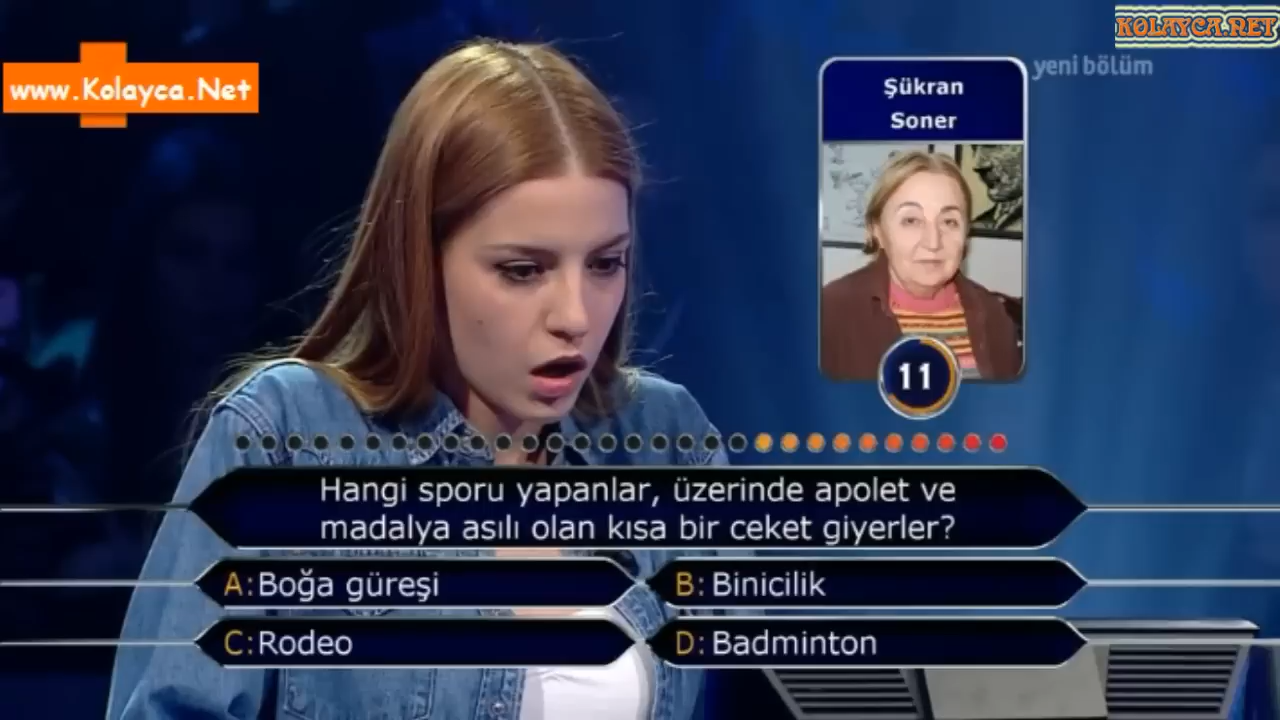 KOLAYCA.NET
www.Kolayca.Net
yeni bölüm
Şükran
Soner
11
Hangi sporu yapanlar, üzerinde apolet ve
madalya asılı olan kısa bir ceket giyerler?
A: Boğa güreşi
B: Binicilik
C: Rodeo
D: Badminton